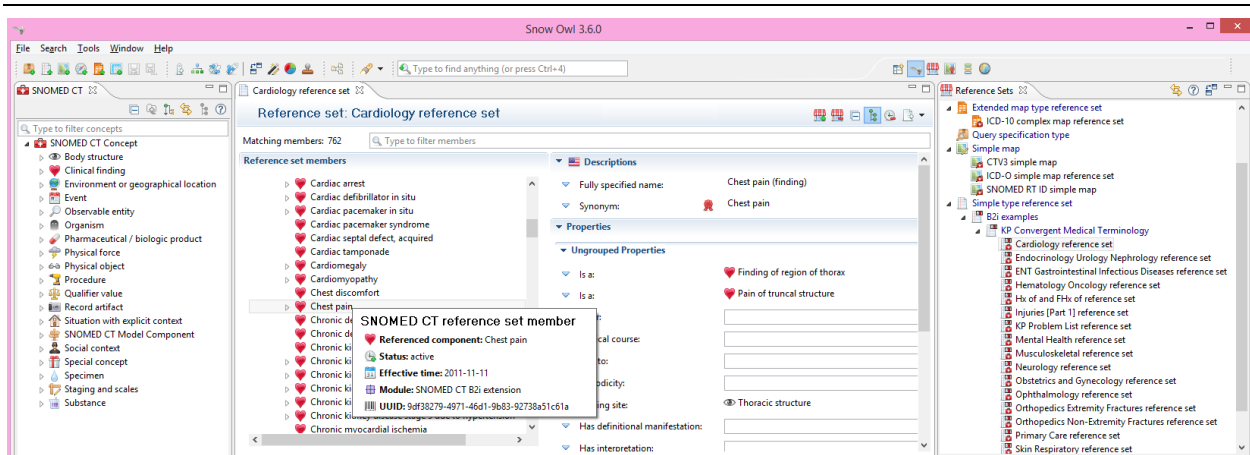 Snow Owl 3.6.0
File Search Tools Window Help
Type to find anything (or press Ctrl+4)
SNOMED CT
Type to filter concepts
SNOMED CT Concept
Body structure
Clinical finding
Environment or geographical location
Event
Observable entity
Organism
Pharmaceutical / biologic product
Physical force
Physical object
Procedure
Qualifier value
Record artifact
Situation with explicit context
SNOMED CT Model Component
Social context
Special concept
Specimen
Staging and scales
Substance
Cardiology reference set
Reference set: Cardiology reference set
Matching members: 762
Type to filter members
Reference set members
Cardiac arrest
Cardiac defibrillator in situ
Cardiac pacemaker in situ
Cardiac pacemaker syndrome
Cardiac septal defect, acquired
Cardiac tamponade
Cardiomegaly
Cardiomyopathy
Chest discomfort
Chest pain
Chronic de
Chronic de
Chronic ki
Chronic ki
Chronic ki
Chronic ki
Chronic myocardial ischemia
SNOMED CT reference set member
Referenced component: Chest pain
Status: active
Effective time: 2011-11-11
Module: SNOMED CT B2i extension
UUID: 9df38279-4971-46d1-9b83-92738a51c61a
Descriptions
Fully specified name: Chest pain (finding)
Synonym: Chest pain
Properties
Ungrouped Properties
Is a: Finding of region of thorax
Is a: Pain of truncal structure
cal course:
to:
odicity:
ing site: Thoracic structure
Has definitional manifestation:
Has interpretation:
Reference Sets
Extended map type reference set
ICD-10 complex map reference set
Query specification type
Simple map
CTV3 simple map
ICD-O simple map reference set
SNOMED RT ID simple map
Simple type reference set
B2i examples
KP Convergent Medical Terminology
Cardiology reference set
Endocrinology Urology Nephrology reference set
ENT Gastrointestinal Infectious Diseases reference set
Hematology Oncology reference set
Hx of and FHx of reference set
Injuries [Part 1] reference set
KP Problem List reference set
Mental Health reference set
Musculoskeletal reference set
Neurology reference set
Obstetrics and Gynecology reference set
Ophthalmology reference set
Orthopedics Extremity Fractures reference set
Orthopedics Non-Extremity Fractures reference set
Primary Care reference set
Skin Respiratory reference set